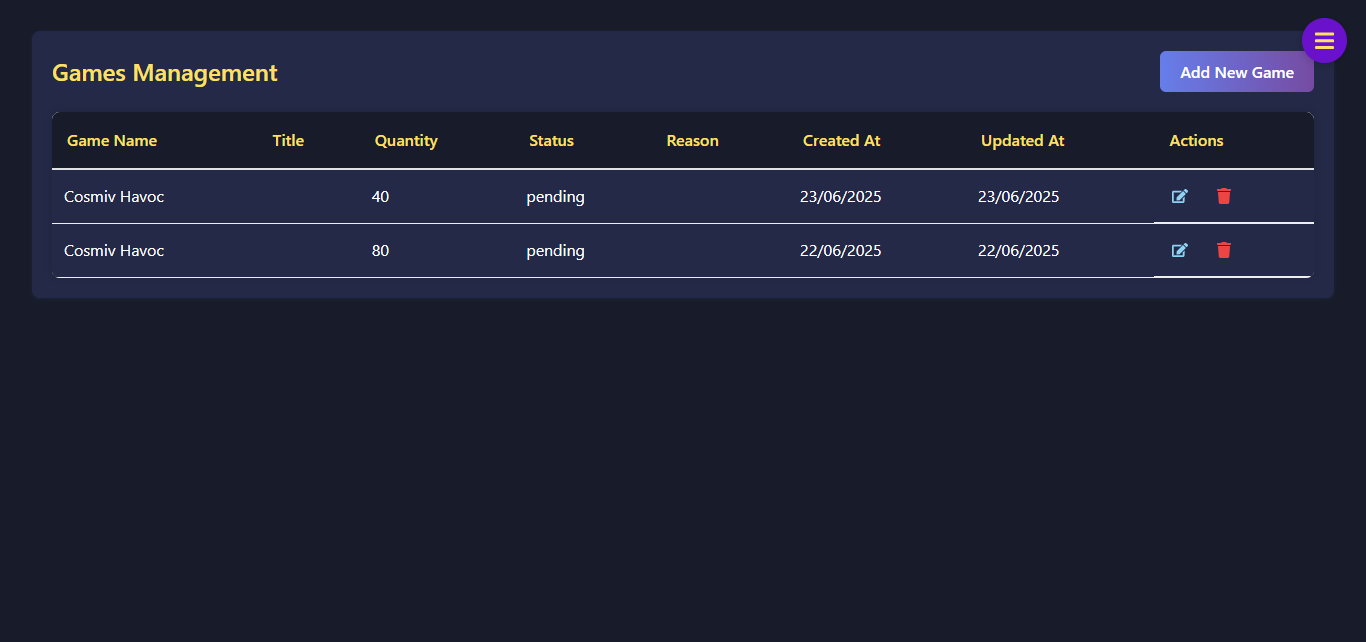 Games Management
Add New Game
Game Name Title Quantity Status Reason Created At Updated At Actions
Cosmiv Havoc 40 pending 23/06/2025 23/06/2025
Cosmiv Havoc 80 pending 22/06/2025 22/06/2025